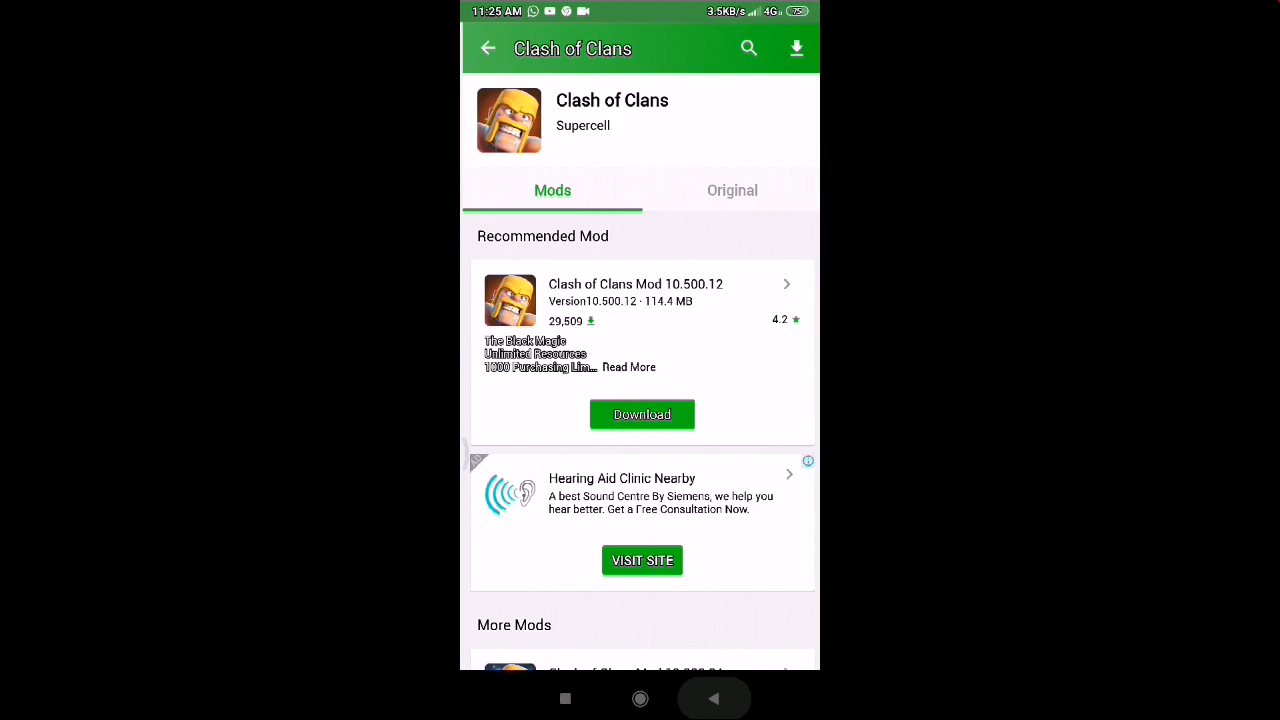 11:25 AM 3.5KB/s 4G 75
Clash of Clans
Clash of Clans
Supercell
Mods Original
Recommended Mod
Clash of Clans Mod 10.500.12
Version10.500.12 · 114.4 MB
29,509 4.2 ★
The Black Magic
Unlimited Resources
1000 Purchasing Lim... Read More
Download
AD
Hearing Aid Clinic Nearby
A best Sound Centre By Siemens, we help you
hear better. Get a Free Consultation Now.
VISIT SITE
More Mods